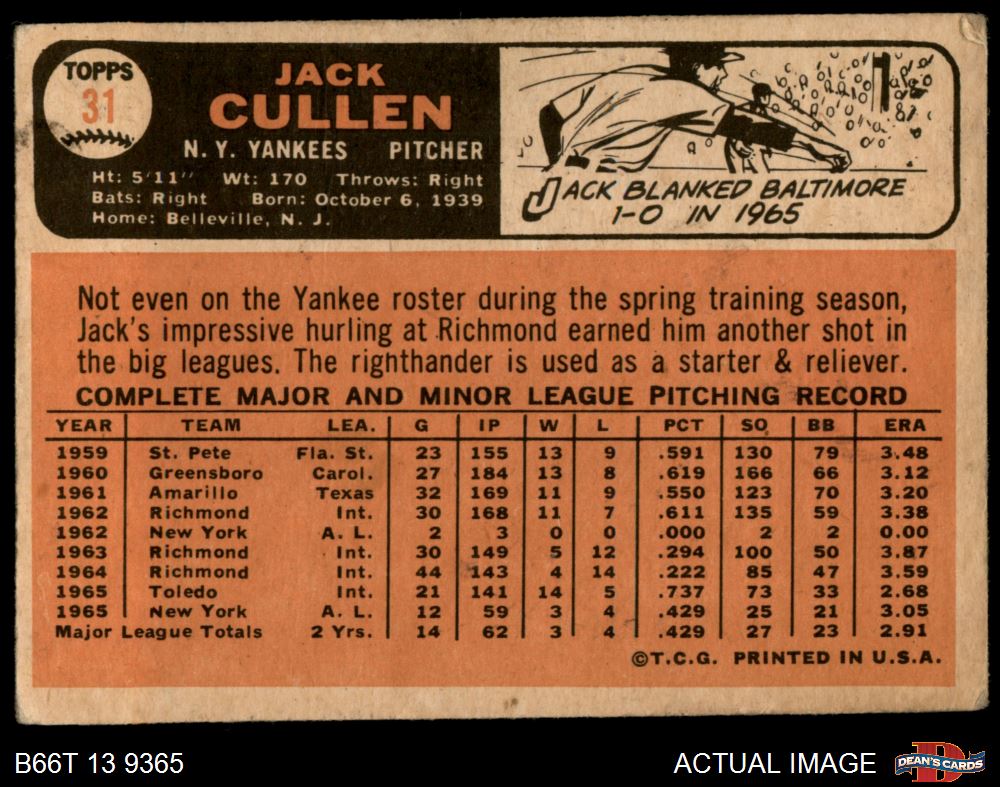 TOPPS
31
JACK
CULLEN
N. Y. YANKEES PITCHER
Ht: 5'11" Wt: 170 Throws: Right
Bats: Right Born: October 6, 1939
Home: Belleville, N. J.
JACK BLANKED BALTIMORE
1-0 IN 1965
Not even on the Yankee roster during the spring training season,
Jack's impressive hurling at Richmond earned him another shot in
the big leagues. The righthander is used as a starter & reliever.
COMPLETE MAJOR AND MINOR LEAGUE PITCHING RECORD
YEAR TEAM LEA. G IP W L PCT SO BB ERA
1959 St. Pete Fla. St. 23 155 13 9 .591 130 79 3.48
1960 Greensboro Carol. 27 184 13 8 .619 166 66 3.12
1961 Amarillo Texas 32 169 11 9 .550 123 70 3.20
1962 Richmond Int. 30 168 11 7 .611 135 59 3.38
1962 New York A. L. 2 3 0 0 .000 2 2 0.00
1963 Richmond Int. 30 149 5 12 .294 100 50 3.87
1964 Richmond Int. 44 143 4 14 .222 85 47 3.59
1965 Toledo Int. 21 141 14 5 .737 73 33 2.68
1965 New York A. L. 12 59 3 4 .429 25 21 3.05
Major League Totals 2 Yrs. 14 62 3 4 .429 27 23 2.91
©T.C.G. PRINTED IN U.S.A.
B66T 13 9365 ACTUAL IMAGE DEAN'S CARDS